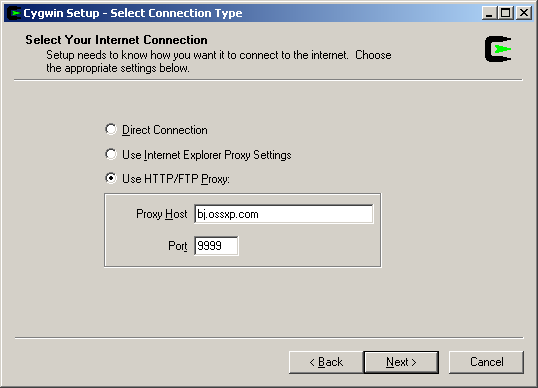 Cygwin Setup - Select Connection Type
Select Your Internet Connection
Setup needs to know how you want it to connect to the internet. Choose
the appropriate settings below.
Direct Connection
Use Internet Explorer Proxy Settings
Use HTTP/FTP Proxy:
Proxy Host bj.ossxp.com
Port 9999
< Back Next > Cancel